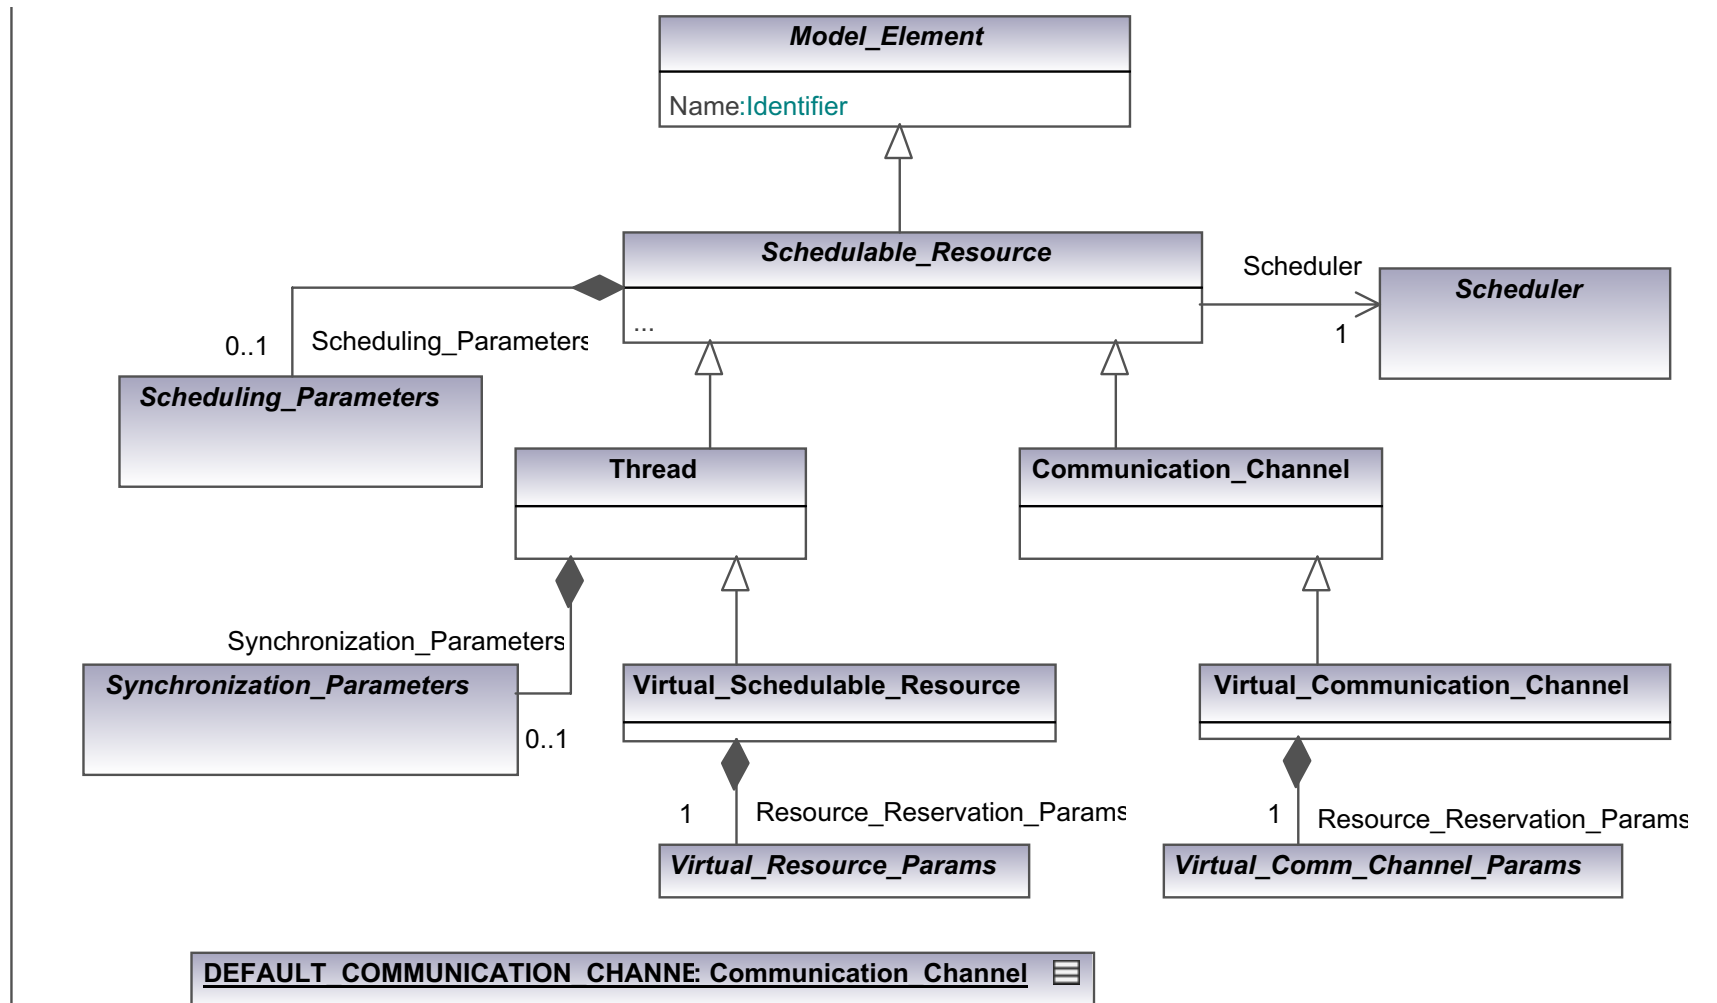 Model_Element
Name:Identifier
Schedulable_Resource
...
Scheduler
1
Scheduler
0..1
Scheduling_Parameters
Scheduling_Parameters
Thread
Communication_Channel
Synchronization_Parameters
Synchronization_Parameters
0..1
Virtual_Schedulable_Resource
Virtual_Communication_Channel
1
Resource_Reservation_Params
1
Resource_Reservation_Params
Virtual_Resource_Params
Virtual_Comm_Channel_Params
DEFAULT_COMMUNICATION_CHANNE: Communication_Channel